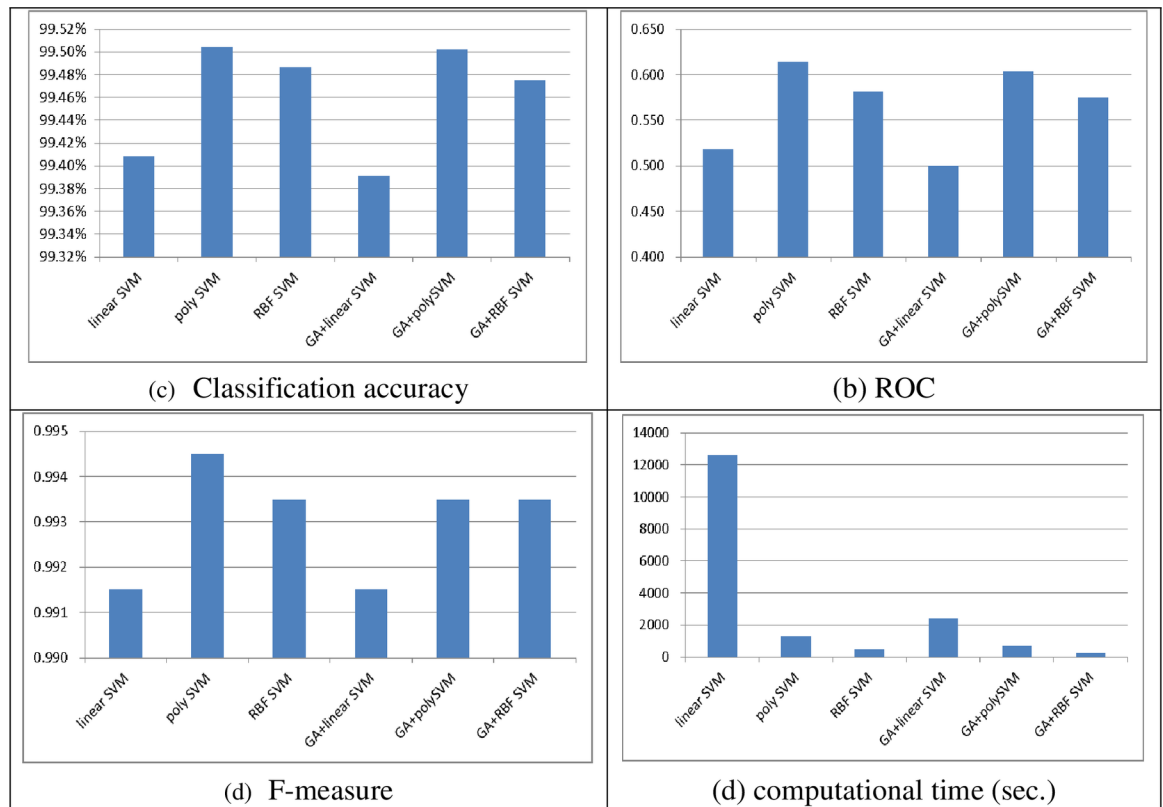 99.52%
99.50%
99.48%
99.46%
99.44%
99.42%
99.40%
99.38%
99.36%
99.34%
99.32%
linear SVM
poly SVM
RBF SVM
GA+linear SVM
GA+polySVM
GA+RBF SVM
(c) Classification accuracy
0.650
0.600
0.550
0.500
0.450
0.400
linear SVM
poly SVM
RBF SVM
GA+linear SVM
GA+polySVM
GA+RBF SVM
(b) ROC
0.995
0.994
0.993
0.992
0.991
0.990
linear SVM
poly SVM
RBF SVM
GA+linear SVM
GA+polySVM
GA+RBF SVM
(d) F-measure
14000
12000
10000
8000
6000
4000
2000
0
linear SVM
poly SVM
RBF SVM
GA+linear SVM
GA+polySVM
GA+RBF SVM
(d) computational time (sec.)